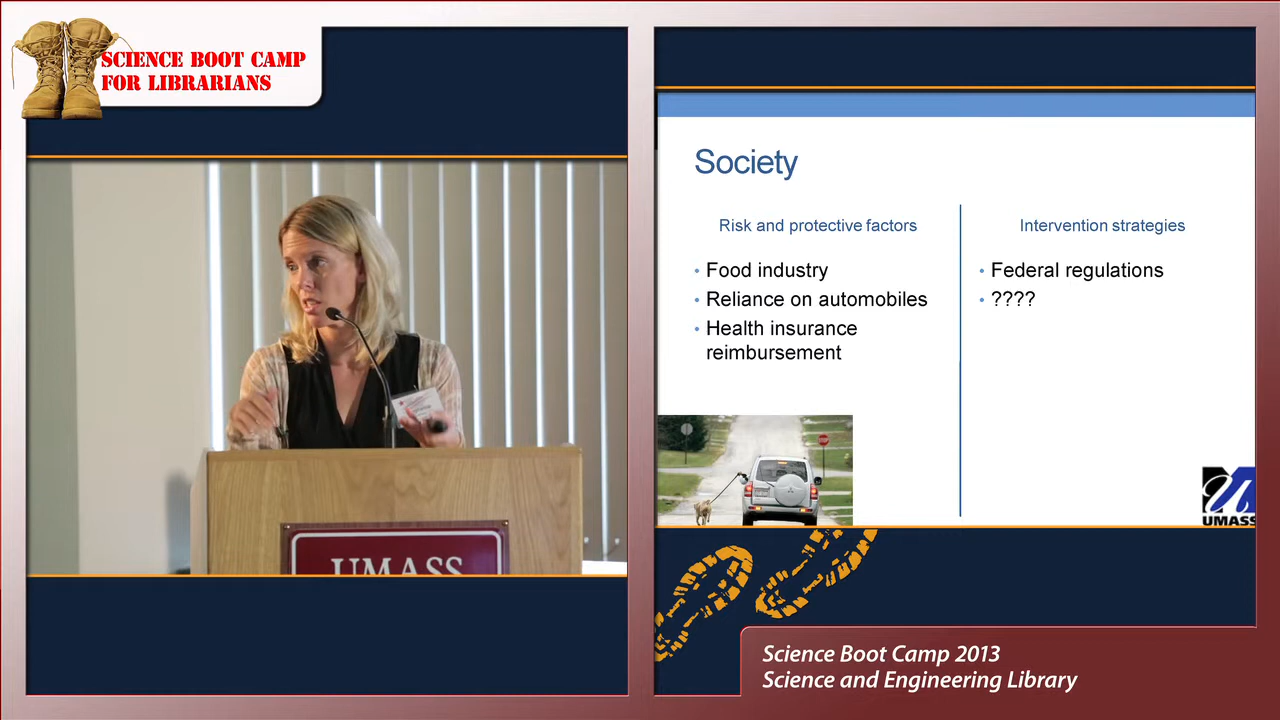 SCIENCE BOOT CAMP
FOR LIBRARIANS
UMASS
Society
Risk and protective factors
• Food industry
• Reliance on automobiles
• Health insurance
reimbursement
Intervention strategies
• Federal regulations
• ????
UMASS
Science Boot Camp 2013
Science and Engineering Library